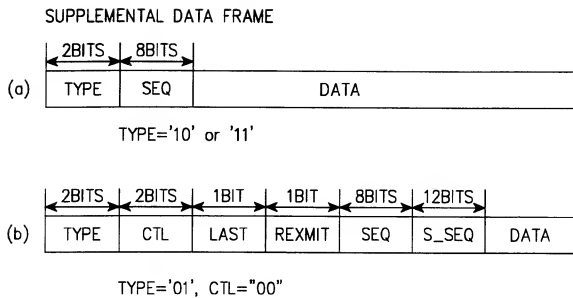 SUPPLEMENTAL DATA FRAME
2BITS 8BITS
(a) TYPE SEQ DATA
TYPE='10' or '11'
2BITS 2BITS 1BIT 1BIT 8BITS 12BITS
(b) TYPE CTL LAST REXMIT SEQ S_SEQ DATA
TYPE='01', CTL="00"